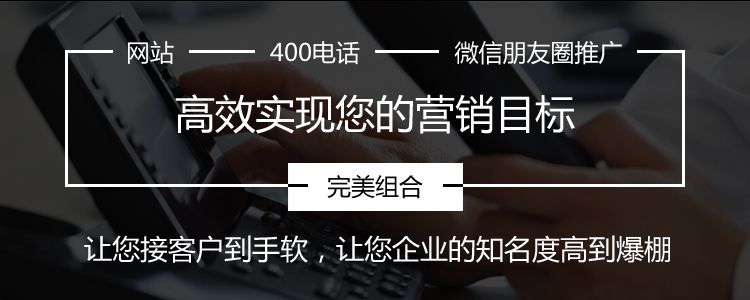 网站 400电话 微信朋友圈推广
高效实现您的营销目标
完美组合
让您接客户到手软，让您企业的知名度高到爆棚